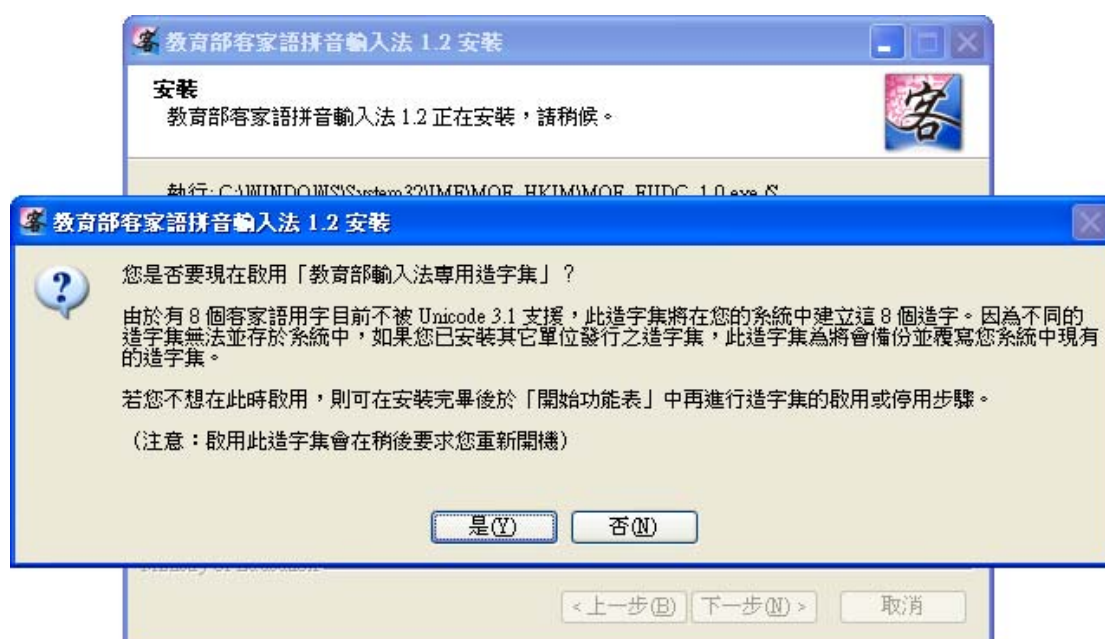 教育部客家語拼音輸入法 1.2 安裝
安裝
教育部客家語拼音輸入法 1.2 正在安裝，請稍候。
執行: C:\WINDOWS\System32\IME\MOE_HKIM\MOE_EUDC_1.0.exe /S
教育部客家語拼音輸入法 1.2 安裝
您是否要現在啟用「教育部輸入法專用造字集」？
由於有 8 個客家語用字目前不被 Unicode 3.1 支援，此造字集將在您的系統中建立這 8 個造字。因為不同的
造字集無法並存於系統中，如果您已安裝其它單位發行之造字集，此造字集為將會備份並覆寫您系統中現有
的造字集。
若您不想在此時啟用，則可在安裝完畢後於「開始功能表」中再進行造字集的啟用或停用步驟。
（注意：啟用此造字集會在稍後要求您重新開機）
是(Y) 否(N)
Ministry of Education
<上一步(B) 下一步(N)> 取消